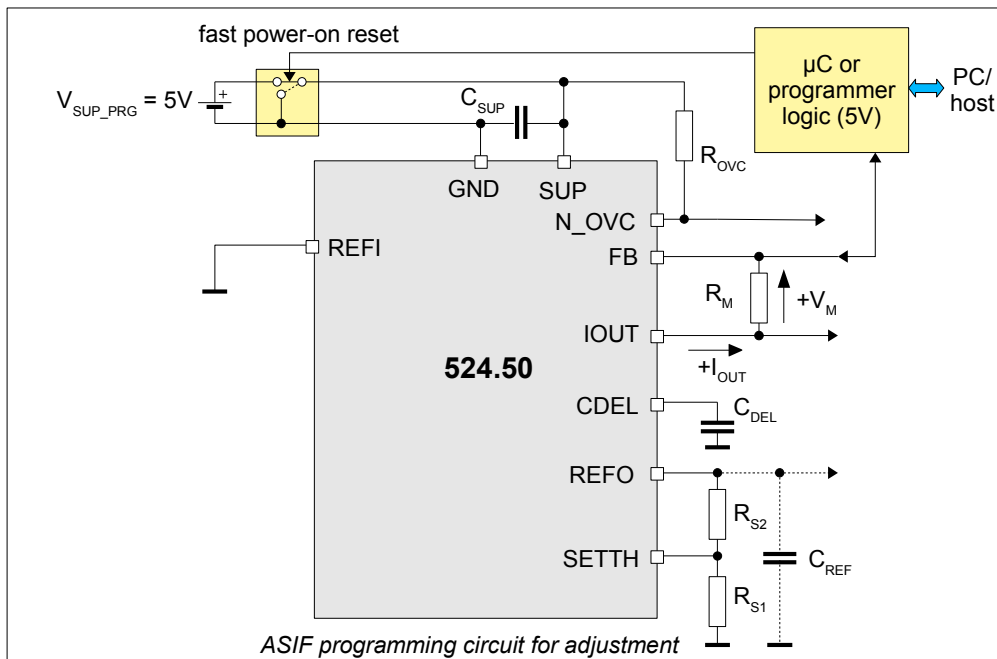 fast power-on reset
V_SUP_PRG = 5V
+
C_SUP
µC or
programmer
logic (5V)
PC/
host
R_OVC
GND
SUP
N_OVC
REFI
FB
R_M
+V_M
IOUT
524.50
+I_OUT
CDEL
C_DEL
REFO
R_S2
SETTH
C_REF
R_S1
ASIF programming circuit for adjustment